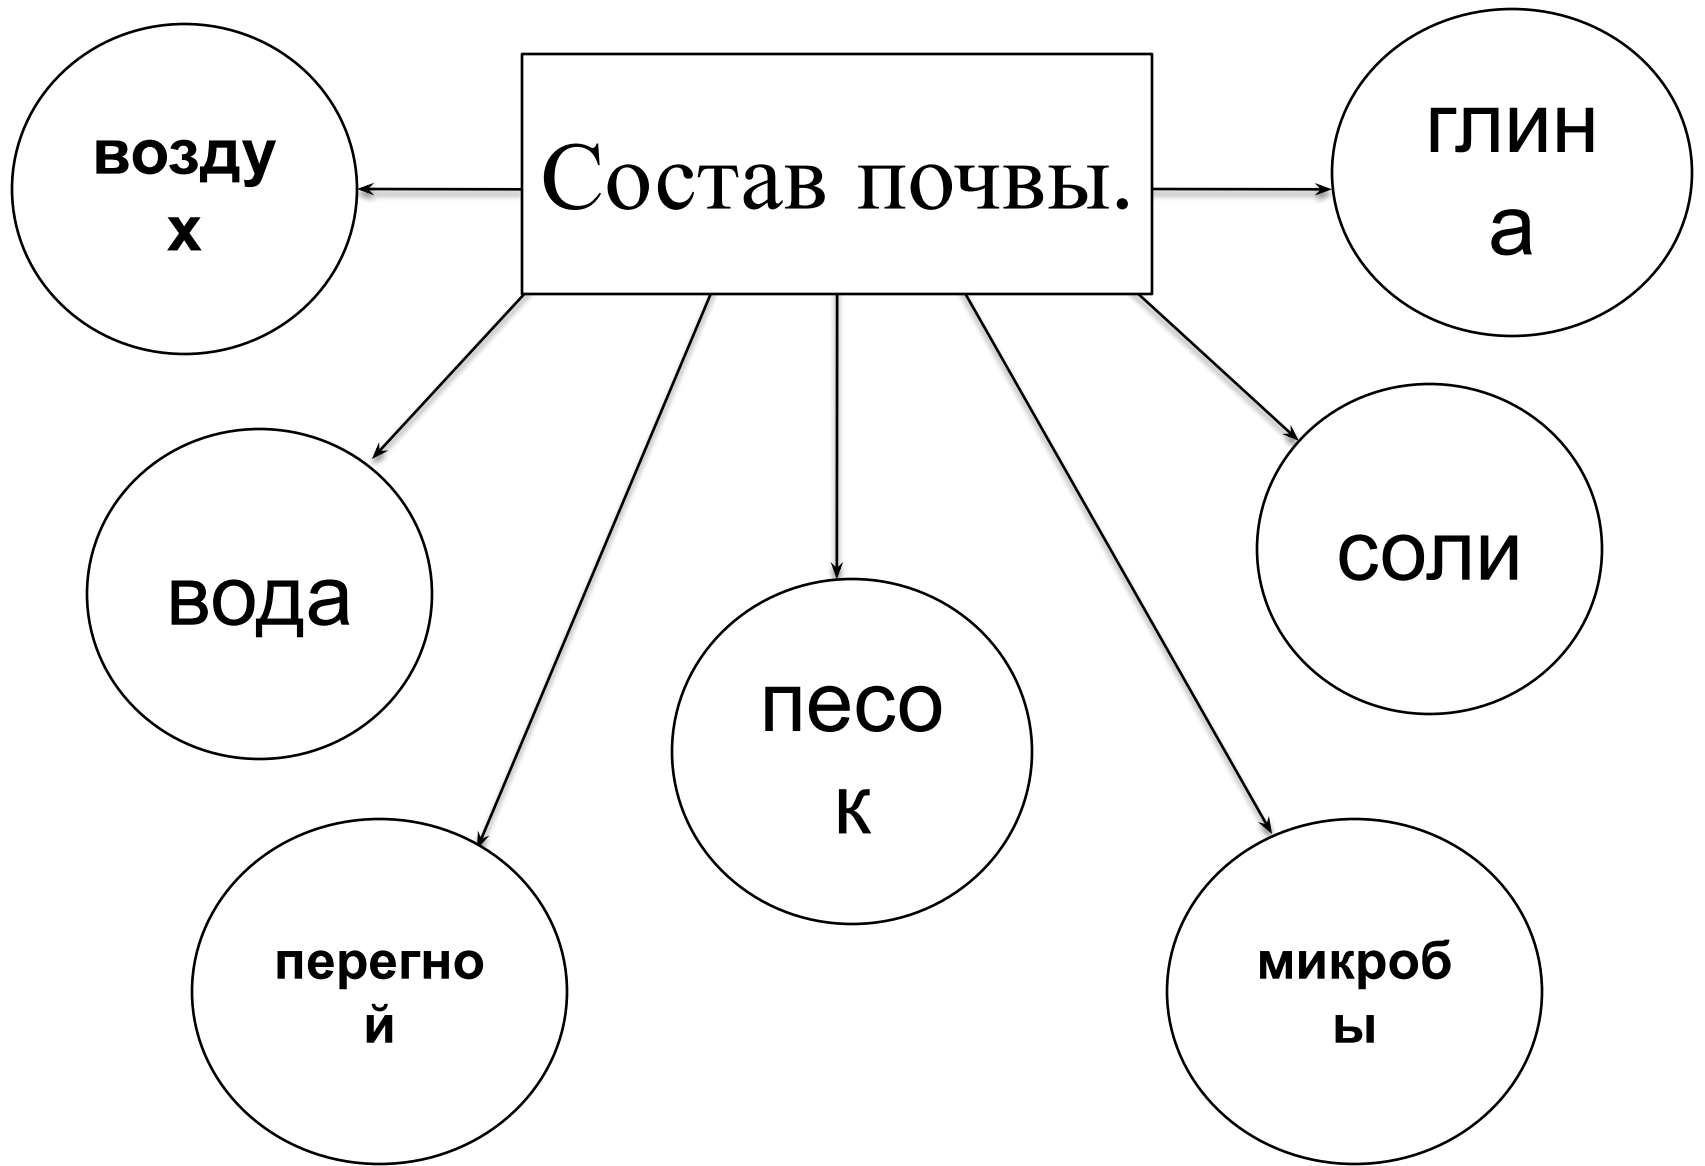 Состав почвы.
возду
х
глин
а
вода
соли
песо
к
перегно
й
микроб
ы